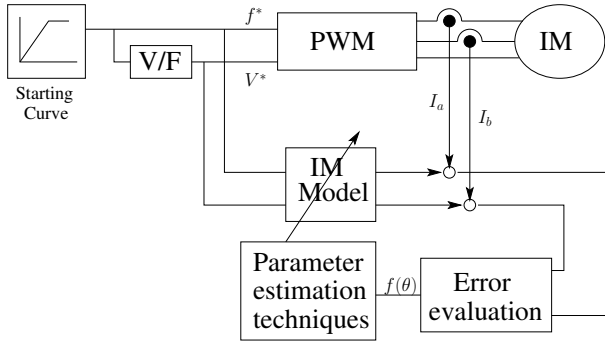 f*
PWM
IM
V/F
V*
Starting
Curve
I_a
I_b
IM
Model
Parameter
estimation
techniques
f(θ)
Error
evaluation